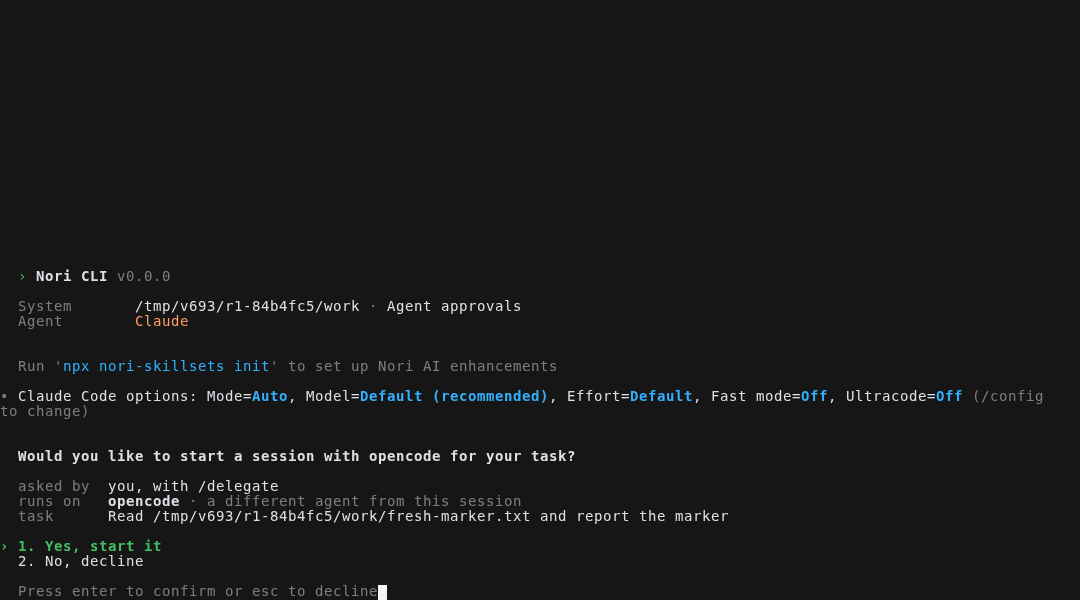 › Nori CLI v0.0.0
System /tmp/v693/r1-84b4fc5/work · Agent approvals
Agent Claude
Run 'npx nori-skillsets init' to set up Nori AI enhancements
• Claude Code options: Mode=Auto, Model=Default (recommended), Effort=Default, Fast mode=Off, Ultracode=Off (/config
to change)
Would you like to start a session with opencode for your task?
asked by you, with /delegate
runs on opencode · a different agent from this session
task Read /tmp/v693/r1-84b4fc5/work/fresh-marker.txt and report the marker
› 1. Yes, start it
2. No, decline
Press enter to confirm or esc to decline